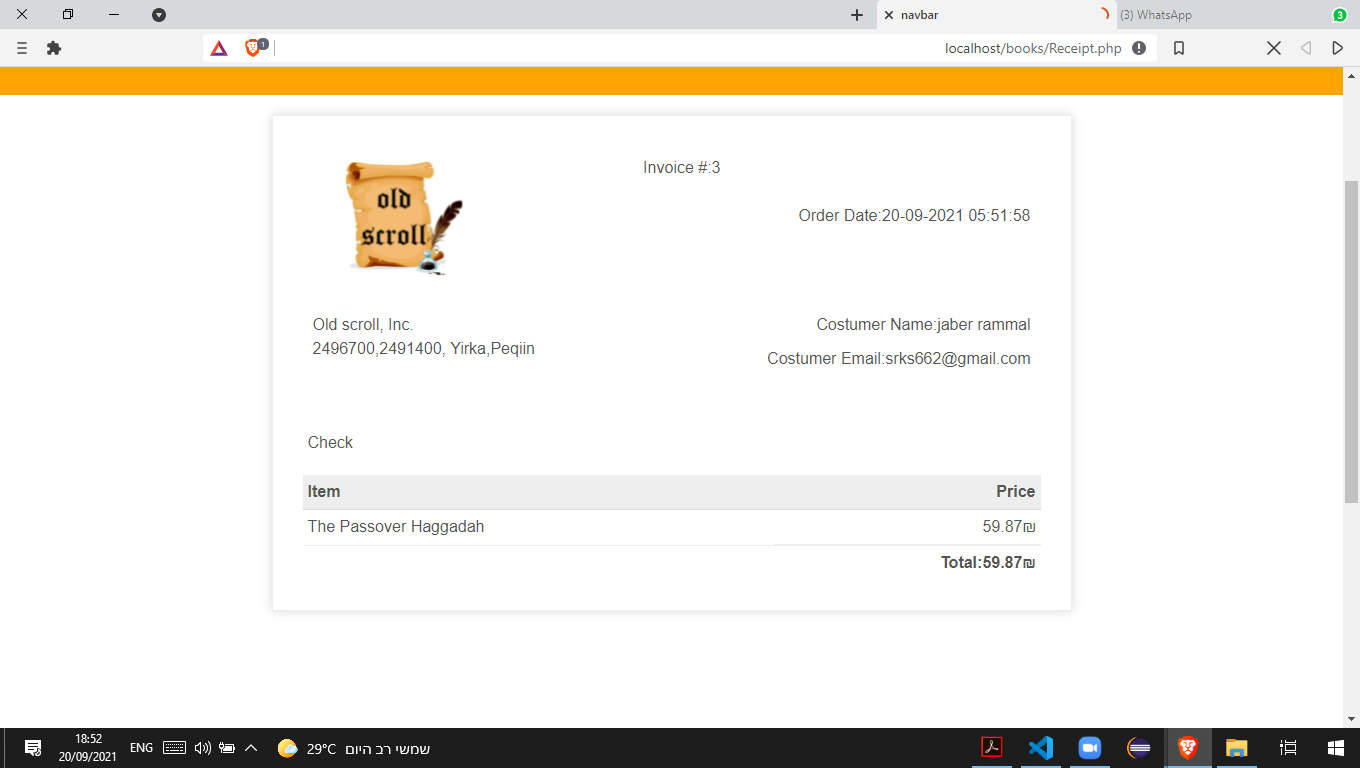 navbar
(3) WhatsApp
3
1
localhost/books/Receipt.php
old
scroll
Invoice #:3
Order Date:20-09-2021 05:51:58
Old scroll, Inc.
2496700,2491400, Yirka,Peqiin
Costumer Name:jaber rammal
Costumer Email:srks662@gmail.com
Check
Item Price
The Passover Haggadah 59.87₪
Total:59.87₪
18:52
20/09/2021
ENG
29°C שמשי רב היום